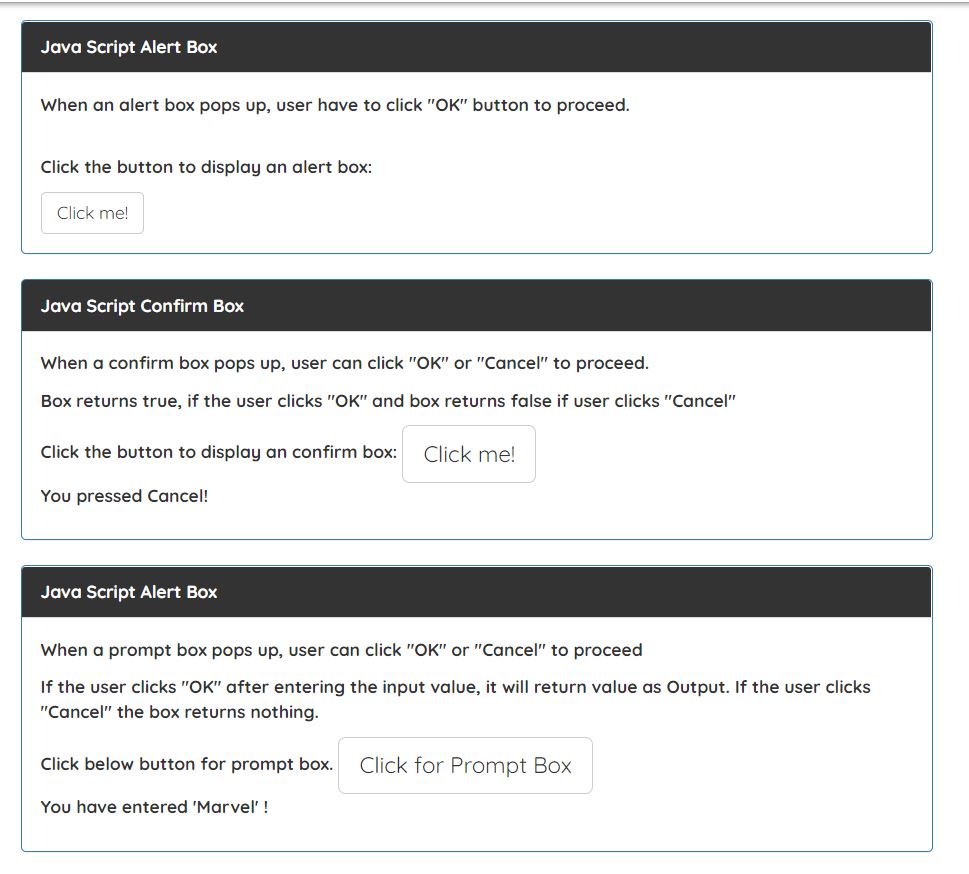 Java Script Alert Box
When an alert box pops up, user have to click "OK" button to proceed.
Click the button to display an alert box:
Click me!
Java Script Confirm Box
When a confirm box pops up, user can click "OK" or "Cancel" to proceed.
Box returns true, if the user clicks "OK" and box returns false if user clicks "Cancel"
Click the button to display an confirm box: Click me!
You pressed Cancel!
Java Script Alert Box
When a prompt box pops up, user can click "OK" or "Cancel" to proceed
If the user clicks "OK" after entering the input value, it will return value as Output. If the user clicks
"Cancel" the box returns nothing.
Click below button for prompt box. Click for Prompt Box
You have entered 'Marvel' !